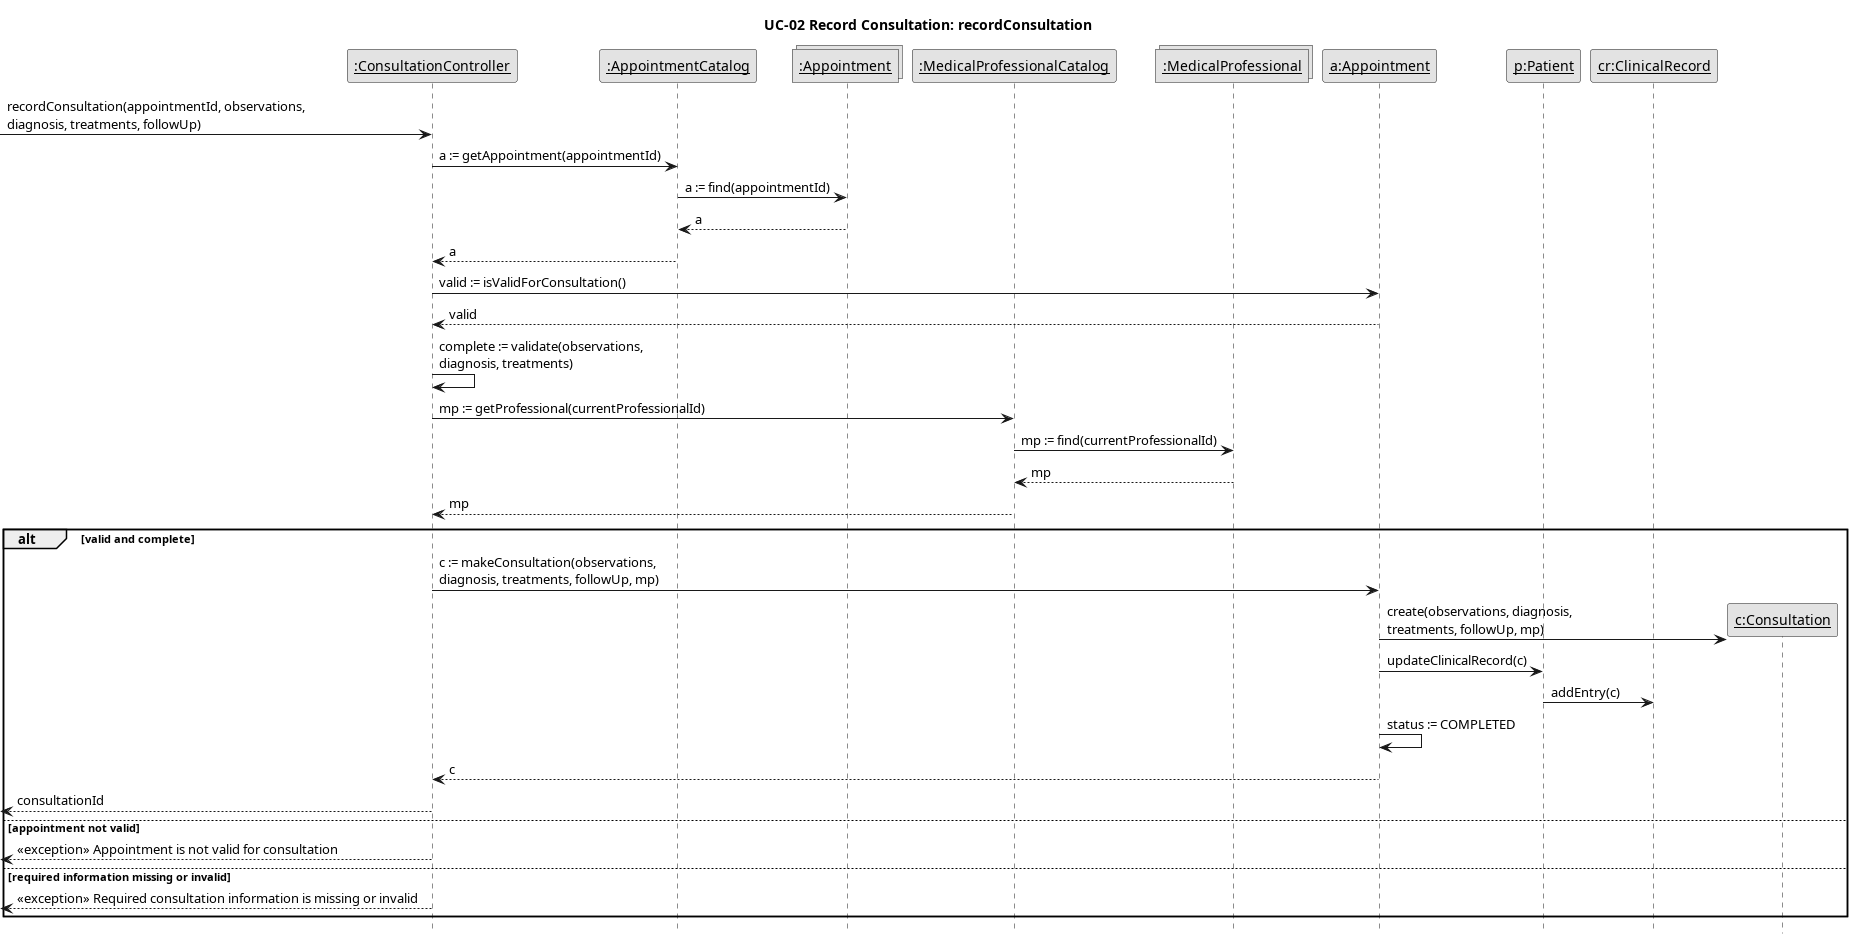 UC-02 Record Consultation: recordConsultation
:ConsultationController
:AppointmentCatalog
:Appointment
:MedicalProfessionalCatalog
:MedicalProfessional
a:Appointment
p:Patient
cr:ClinicalRecord
recordConsultation(appointmentId, observations,
diagnosis, treatments, followUp)
a := getAppointment(appointmentId)
a := find(appointmentId)
a
a
valid := isValidForConsultation()
valid
complete := validate(observations,
diagnosis, treatments)
mp := getProfessional(currentProfessionalId)
mp := find(currentProfessionalId)
mp
mp
alt [valid and complete]
c := makeConsultation(observations,
diagnosis, treatments, followUp, mp)
create(observations, diagnosis,
treatments, followUp, mp)
c:Consultation
updateClinicalRecord(c)
addEntry(c)
status := COMPLETED
c
consultationId
[appointment not valid]
«exception» Appointment is not valid for consultation
[required information missing or invalid]
«exception» Required consultation information is missing or invalid